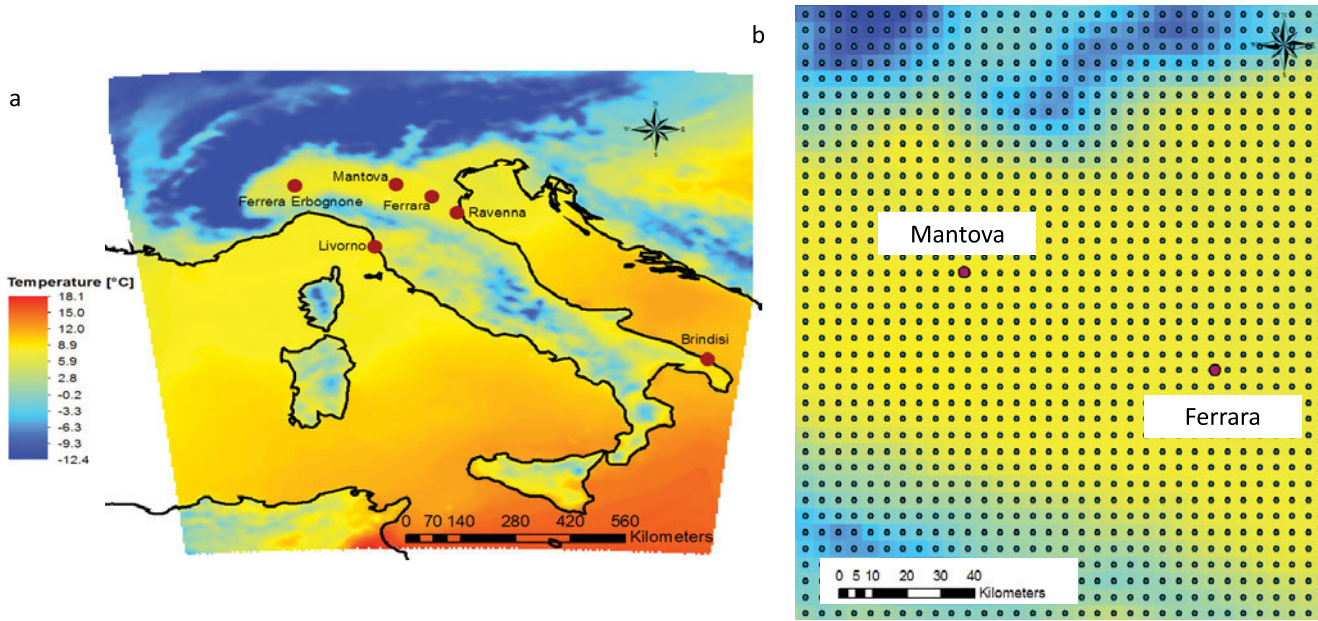 a
b
Mantova
Ferrera Erbognone
Ferrara
Ravenna
Livorno
Brindisi
Temperature [°C]
18.1
15.0
11.9
8.9
5.9
2.8
-0.2
-3.3
-6.3
-9.3
-12.4
0 70 140 280 420 560
Kilometers
Mantova
Ferrara
0 5 10 20 30 40
Kilometers